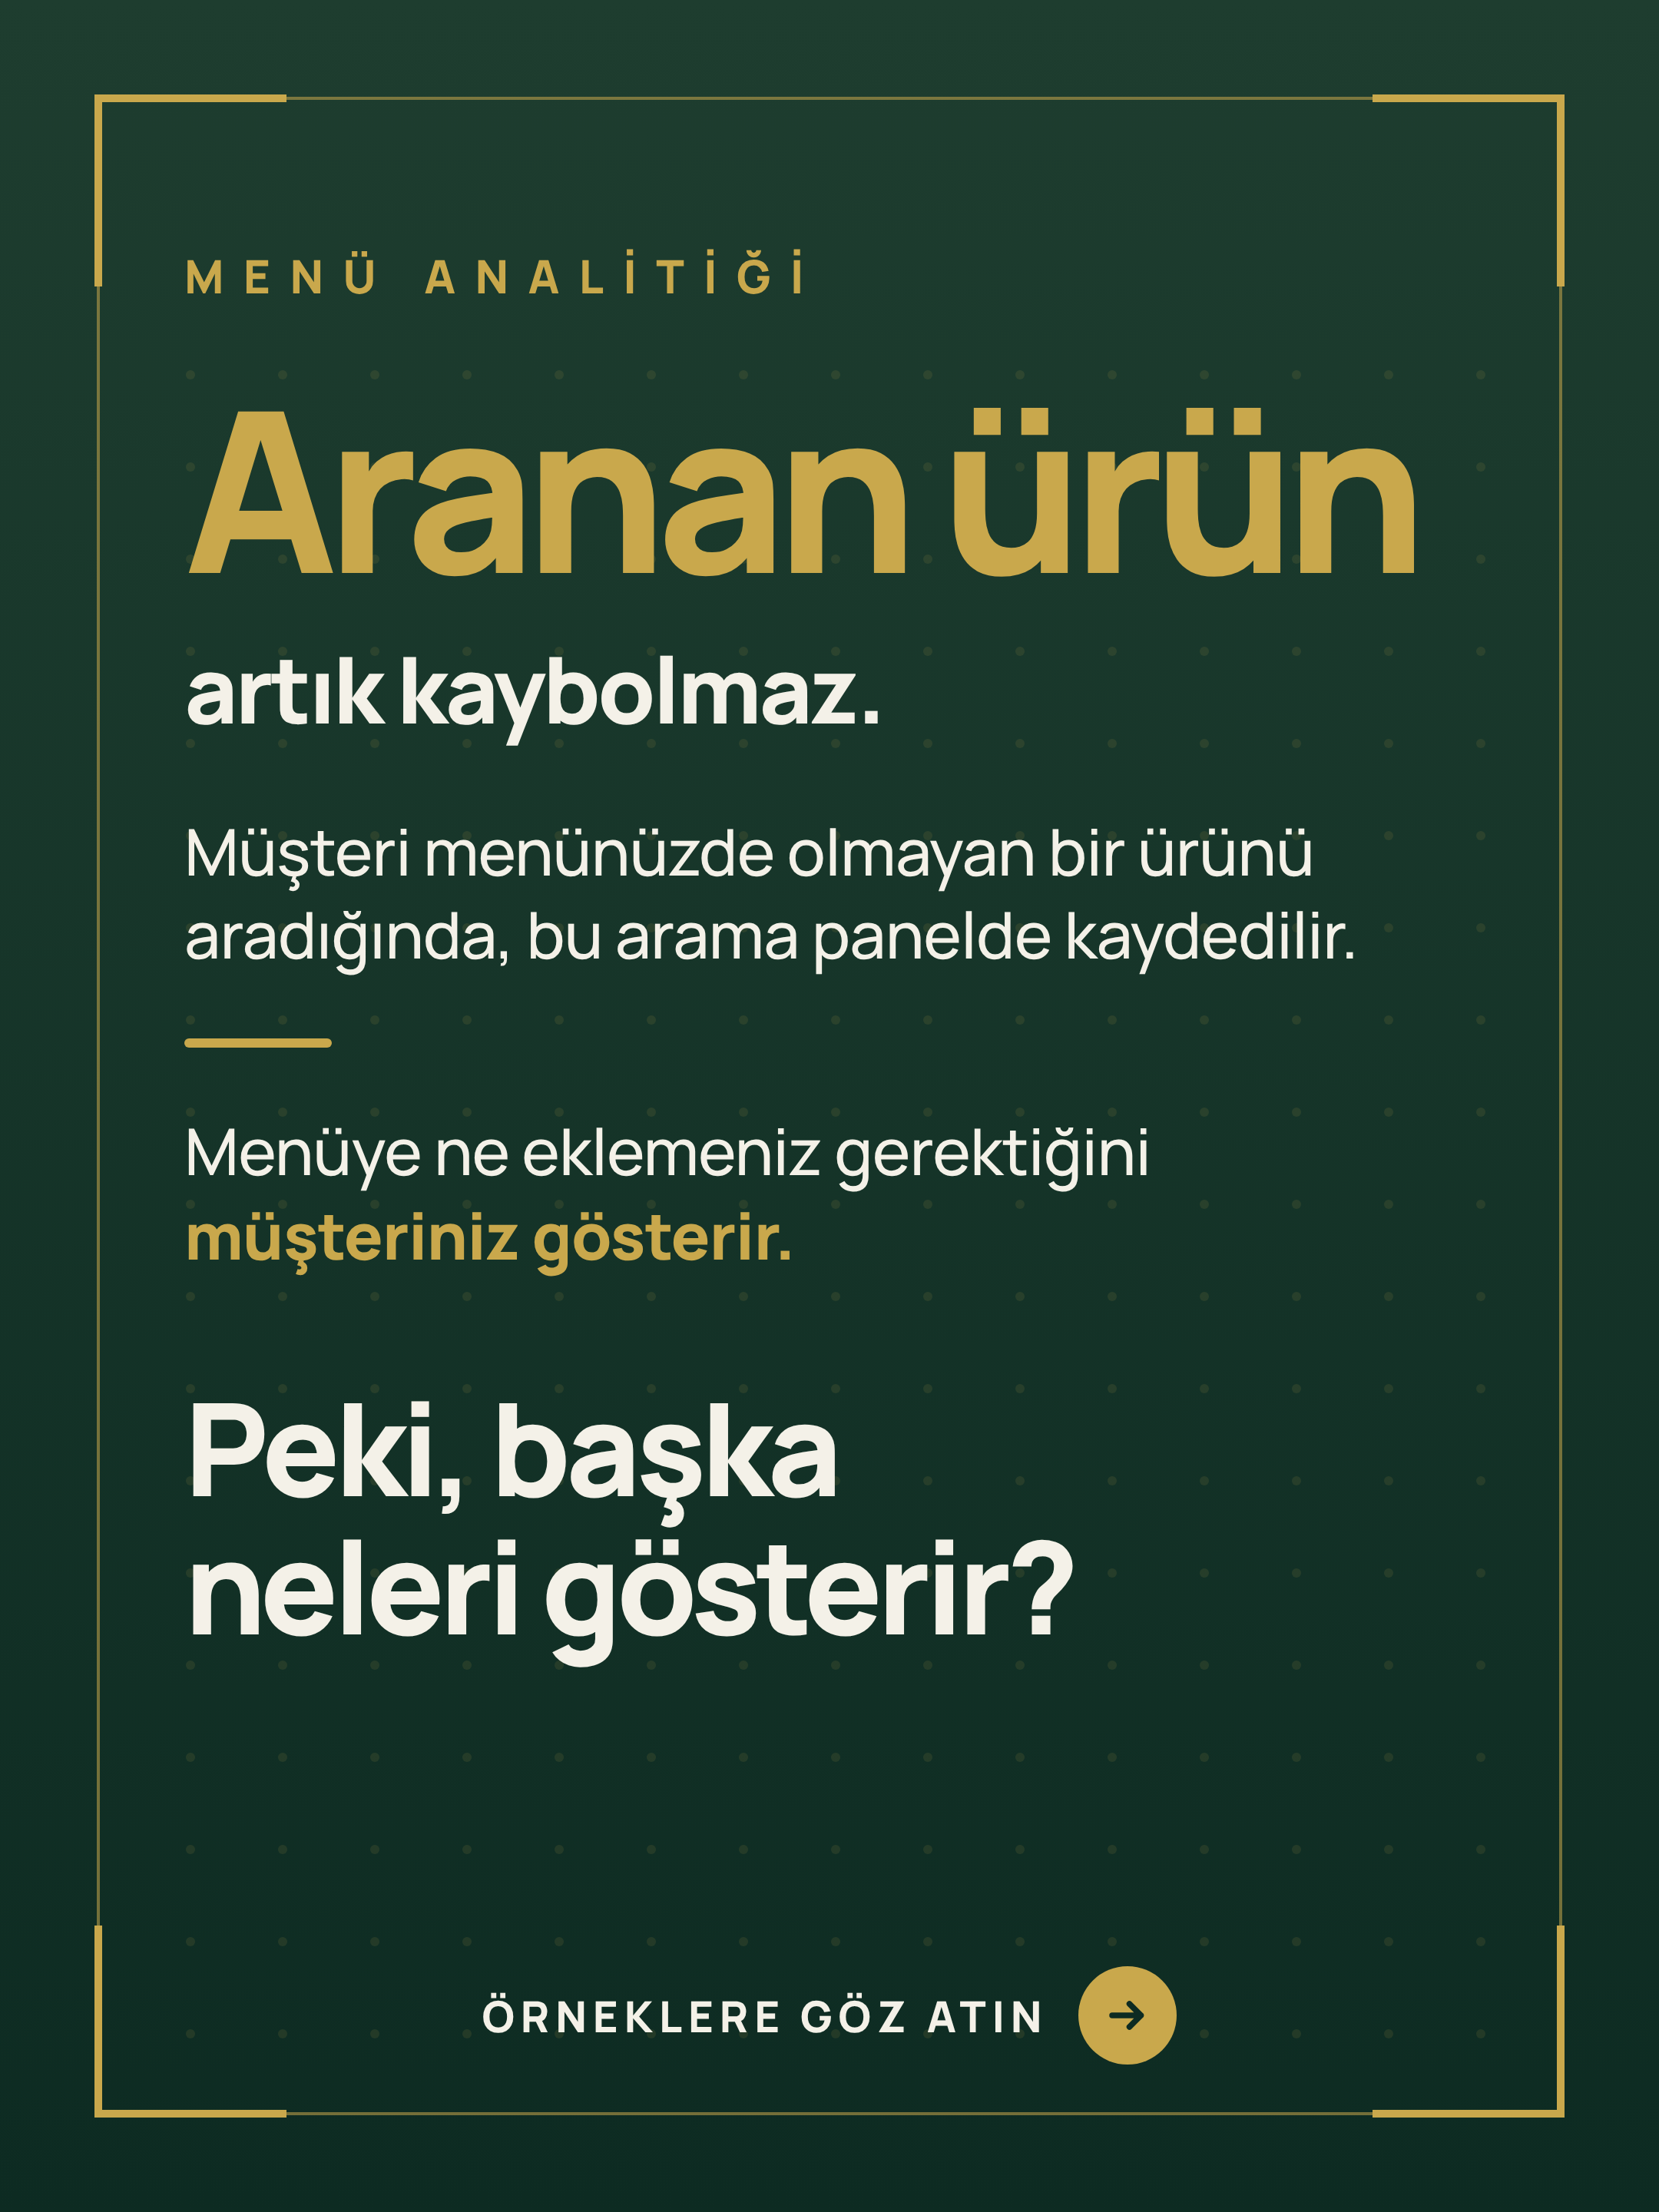 MENÜ ANALİTİĞİ
Aranan ürün
artık kaybolmaz.
Müşteri menünüzde olmayan bir ürünü
aradığında, bu arama panelde kaydedilir.
Menüye ne eklemeniz gerektiğini
müşteriniz gösterir.
Peki, başka
neleri gösterir?
ÖRNEKLERE GÖZ ATIN